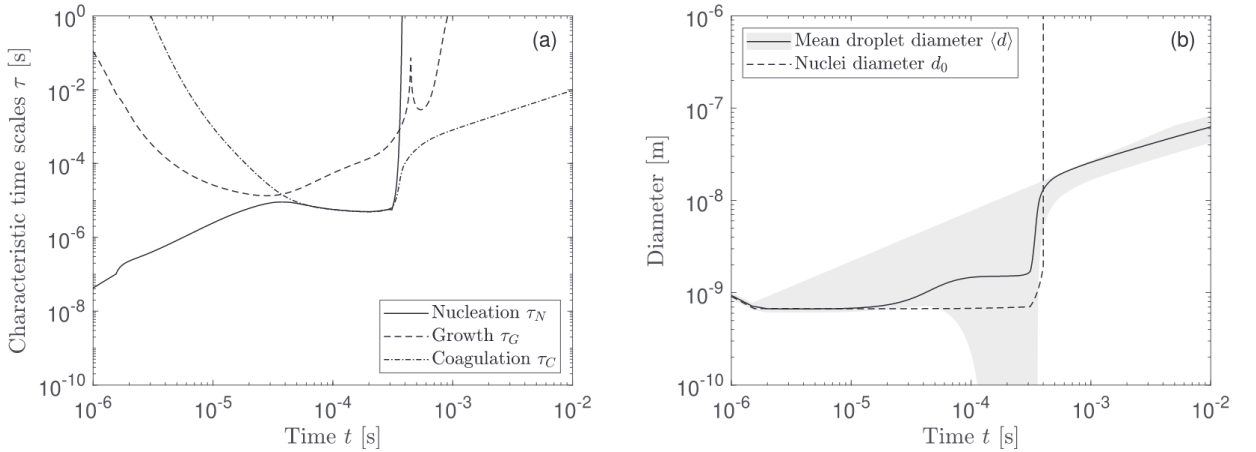 (a)
Characteristic time scales τ [s]
10^0
10^-2
10^-4
10^-6
10^-8
10^-10
Nucleation τ_N
Growth τ_G
Coagulation τ_C
10^-6
10^-5
10^-4
10^-3
10^-2
Time t [s]
(b)
Mean droplet diameter ⟨d⟩
Nuclei diameter d_0
Diameter [m]
10^-6
10^-7
10^-8
10^-9
10^-10
10^-6
10^-5
10^-4
10^-3
10^-2
Time t [s]